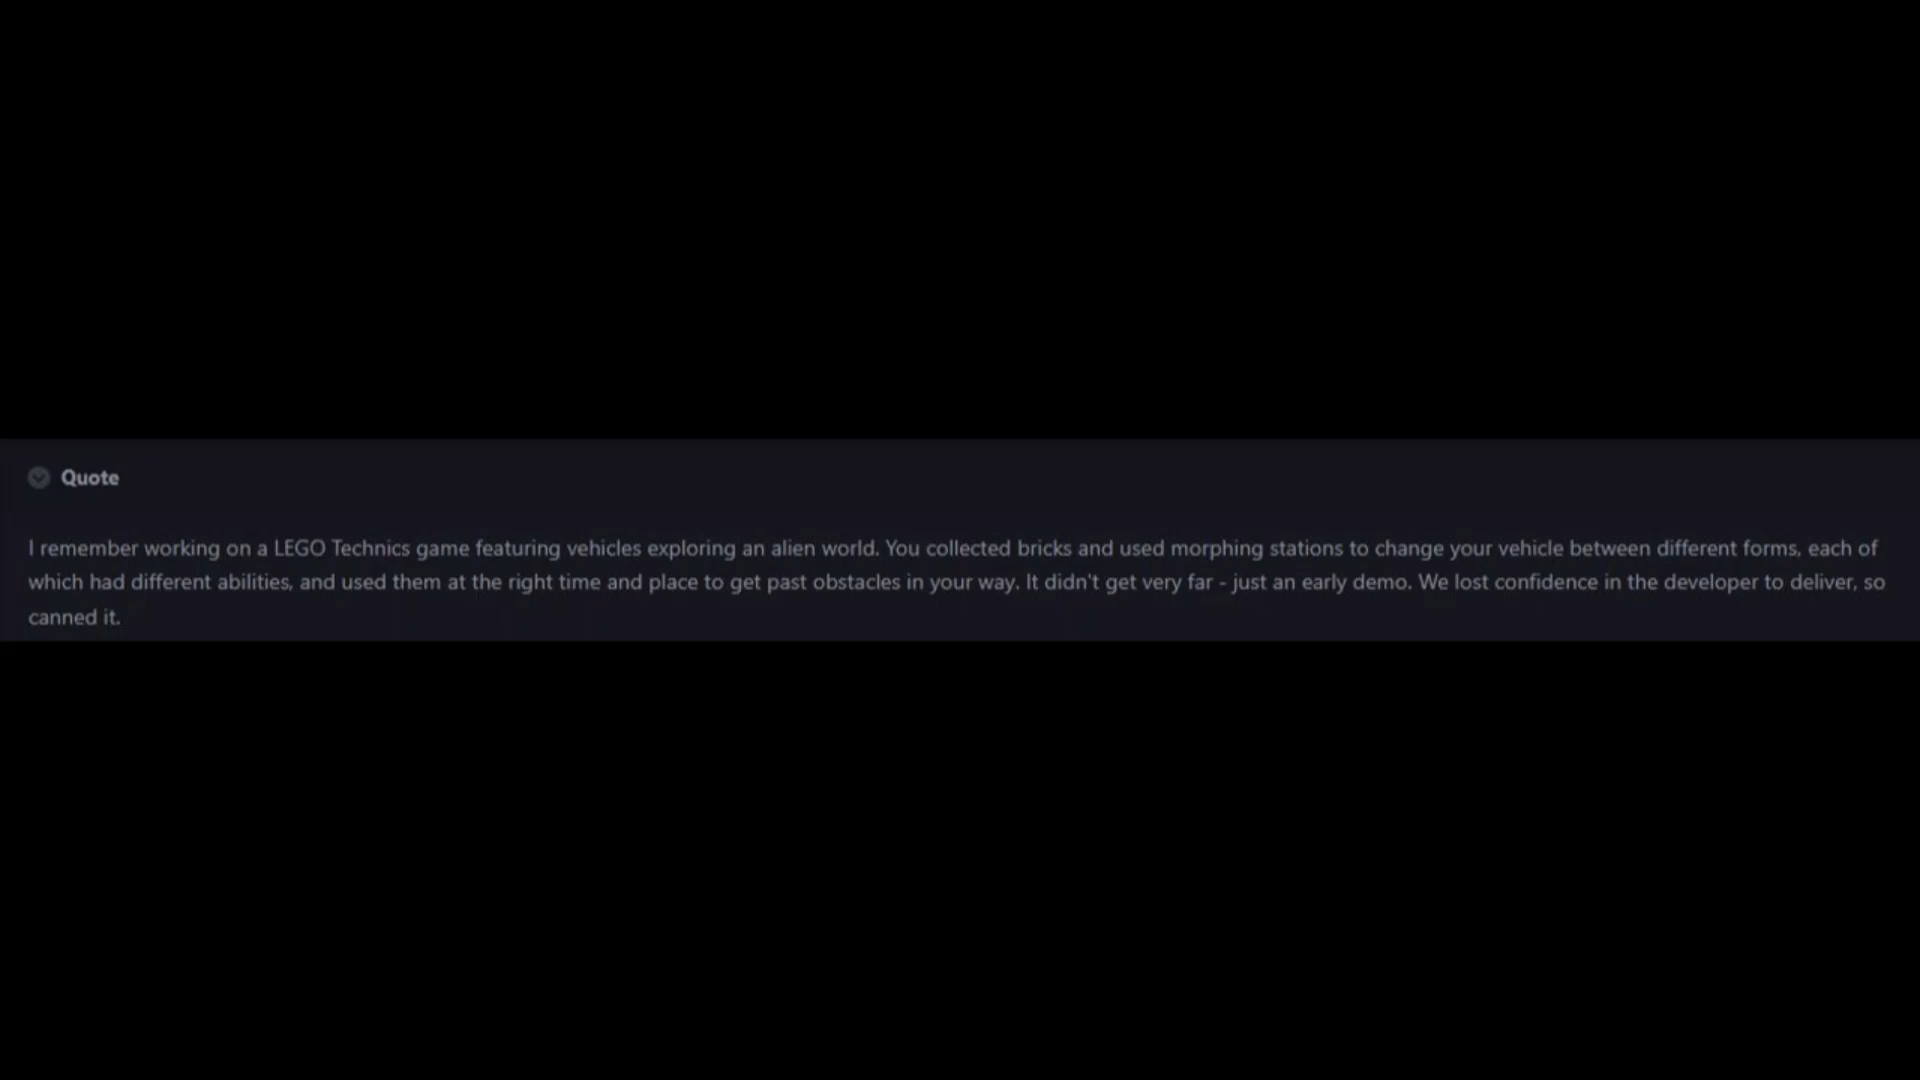 Quote
I remember working on a LEGO Technics game featuring vehicles exploring an alien world. You collected bricks and used morphing stations to change your vehicle between different forms, each of
which had different abilities, and used them at the right time and place to get past obstacles in your way. It didn't get very far - just an early demo. We lost confidence in the developer to deliver, so
canned it.